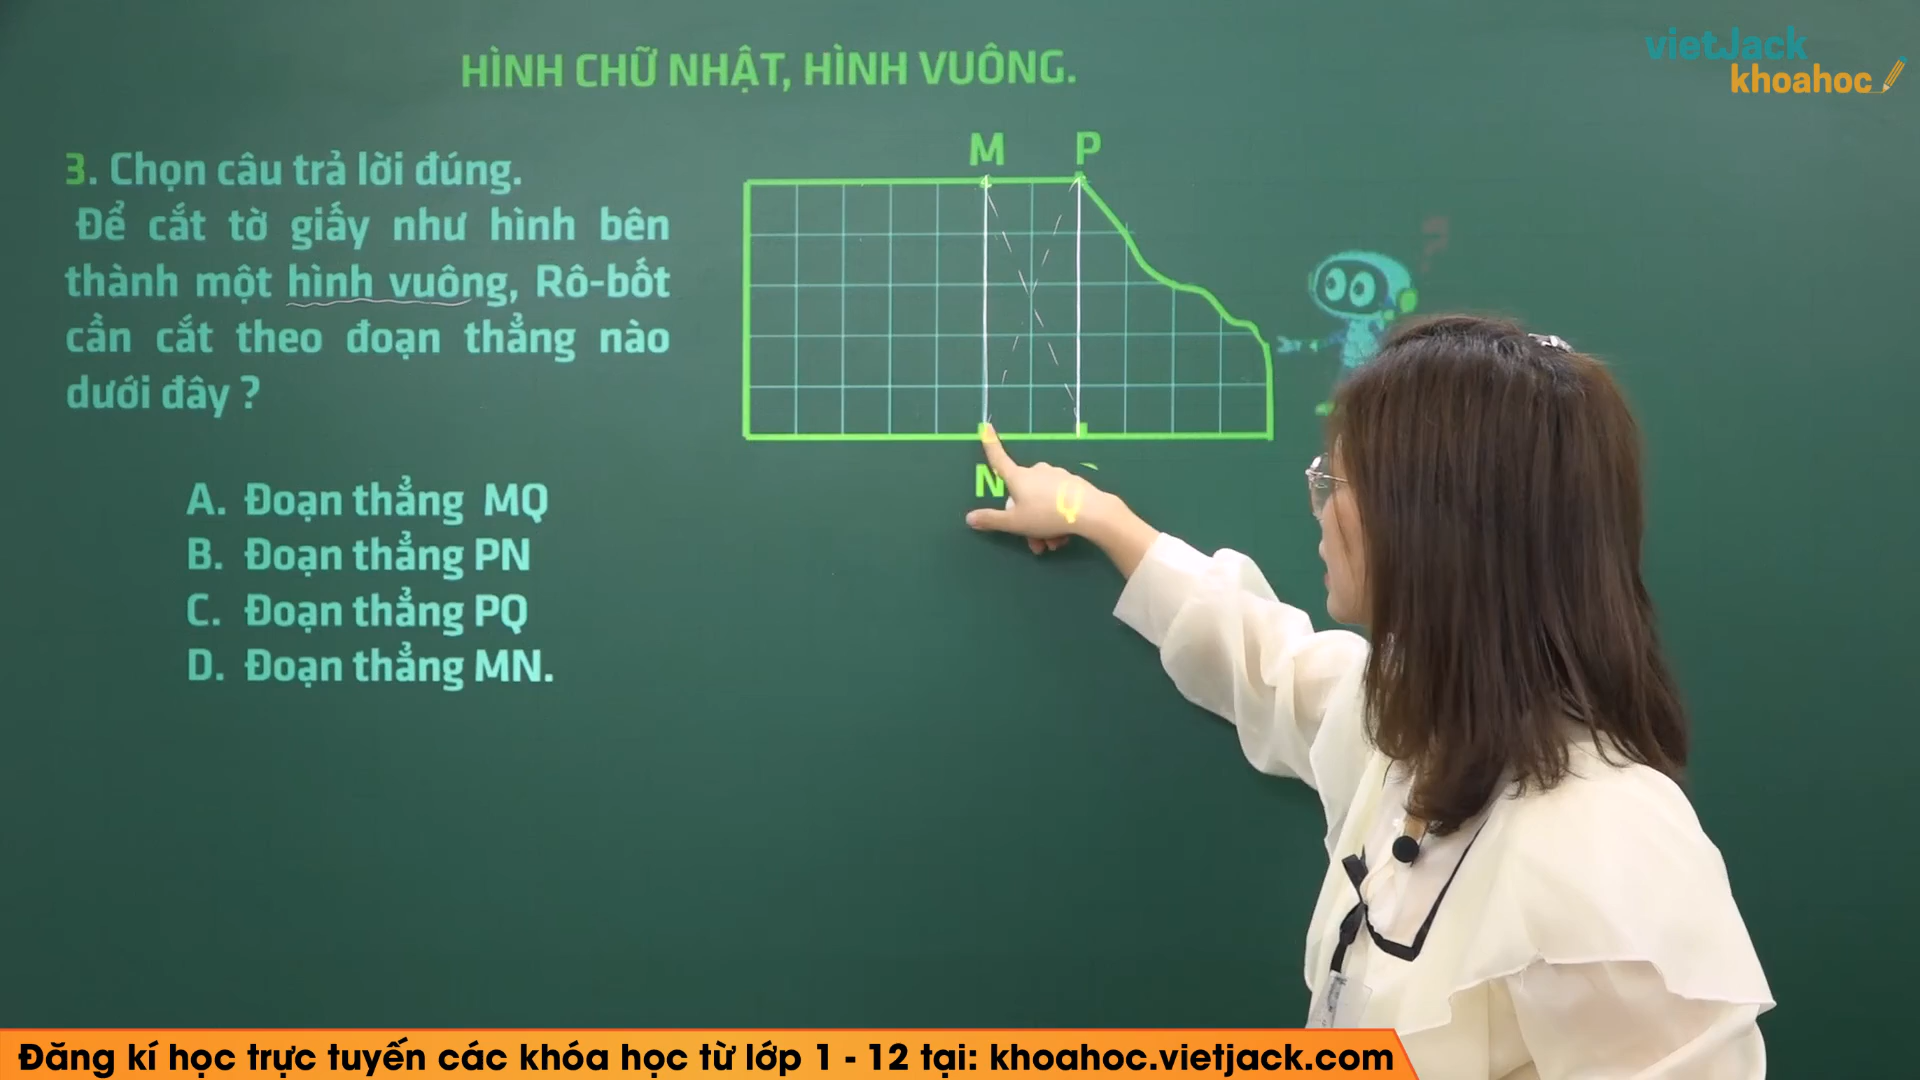 vietJack
khoahoc
HÌNH CHỮ NHẬT, HÌNH VUÔNG.
3. Chọn câu trả lời đúng.
Để cắt tờ giấy như hình bên
thành một hình vuông, Rô-bốt
cần cắt theo đoạn thẳng nào
dưới đây ?
M P
N Q
A. Đoạn thẳng MQ
B. Đoạn thẳng PN
C. Đoạn thẳng PQ
D. Đoạn thẳng MN.
Đăng kí học trực tuyến các khóa học từ lớp 1 - 12 tại: khoahoc.vietjack.com